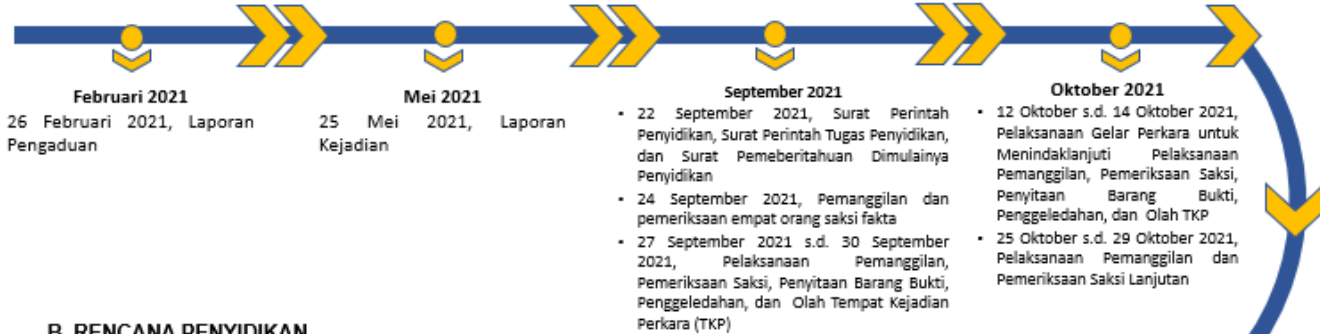 Februari 2021
26 Februari 2021, Laporan
Pengaduan
Mei 2021
25 Mei 2021, Laporan
Kejadian
September 2021
▪ 22 September 2021, Surat Perintah
Penyidikan, Surat Perintah Tugas Penyidikan,
dan Surat Pemeberitahuan Dimulainya
Penyidikan
▪ 24 September 2021, Pemanggilan dan
pemeriksaan empat orang saksi fakta
▪ 27 September 2021 s.d. 30 September
2021, Pelaksanaan Pemanggilan,
Pemeriksaan Saksi, Penyitaan Barang Bukti,
Penggeledahan, dan Olah Tempat Kejadian
Perkara (TKP)
Oktober 2021
▪ 12 Oktober s.d. 14 Oktober 2021,
Pelaksanaan Gelar Perkara untuk
Menindaklanjuti Pelaksanaan
Pemanggilan, Pemeriksaan Saksi,
Penyitaan Barang Bukti,
Penggeledahan, dan Olah TKP
▪ 25 Oktober s.d. 29 Oktober 2021,
Pelaksanaan Pemanggilan dan
Pemeriksaan Saksi Lanjutan
B. RENCANA PENYIDIKAN